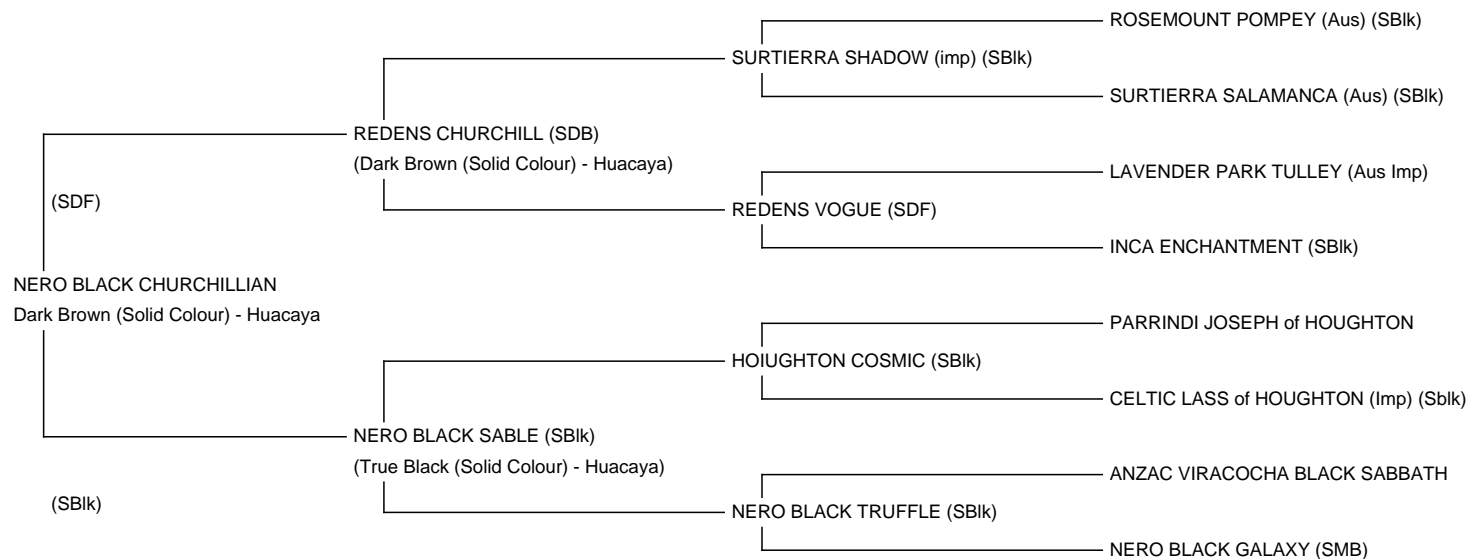 ROSEMOUNT POMPEY (Aus) (SBlk)
SURTIERRA SHADOW (imp) (SBlk)
SURTIERRA SALAMANCA (Aus) (SBlk)
REDENS CHURCHILL (SDB)
(Dark Brown (Solid Colour) - Huacaya)
LAVENDER PARK TULLEY (Aus Imp)
(SDF)
REDENS VOGUE (SDF)
INCA ENCHANTMENT (SBlk)
NERO BLACK CHURCHILLIAN
Dark Brown (Solid Colour) - Huacaya
PARRINDI JOSEPH of HOUGHTON
HOIUGHTON COSMIC (SBlk)
CELTIC LASS of HOUGHTON (Imp) (Sblk)
NERO BLACK SABLE (SBlk)
(True Black (Solid Colour) - Huacaya)
ANZAC VIRACOCHA BLACK SABBATH
(SBlk)
NERO BLACK TRUFFLE (SBlk)
NERO BLACK GALAXY (SMB)